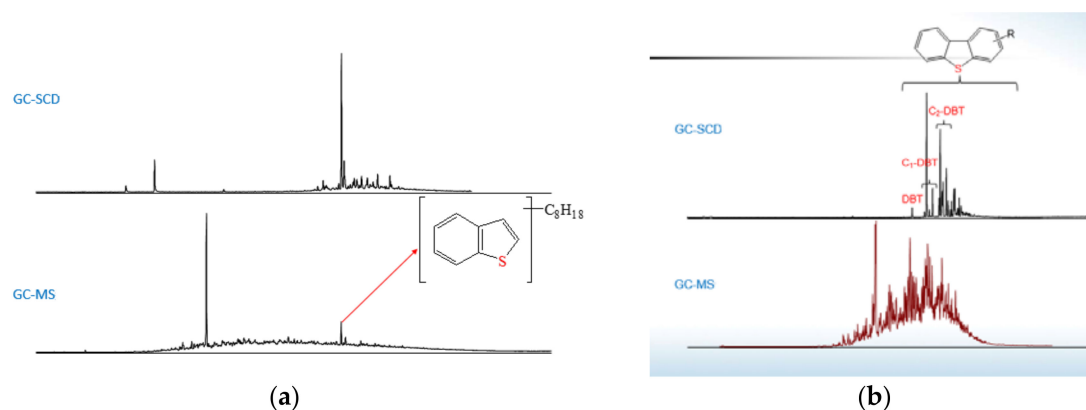 GC-SCD
S
C₈H₁₈
GC-MS
(a)
R
S
C₂-DBT
GC-SCD
C₁-DBT
DBT
GC-MS
(b)